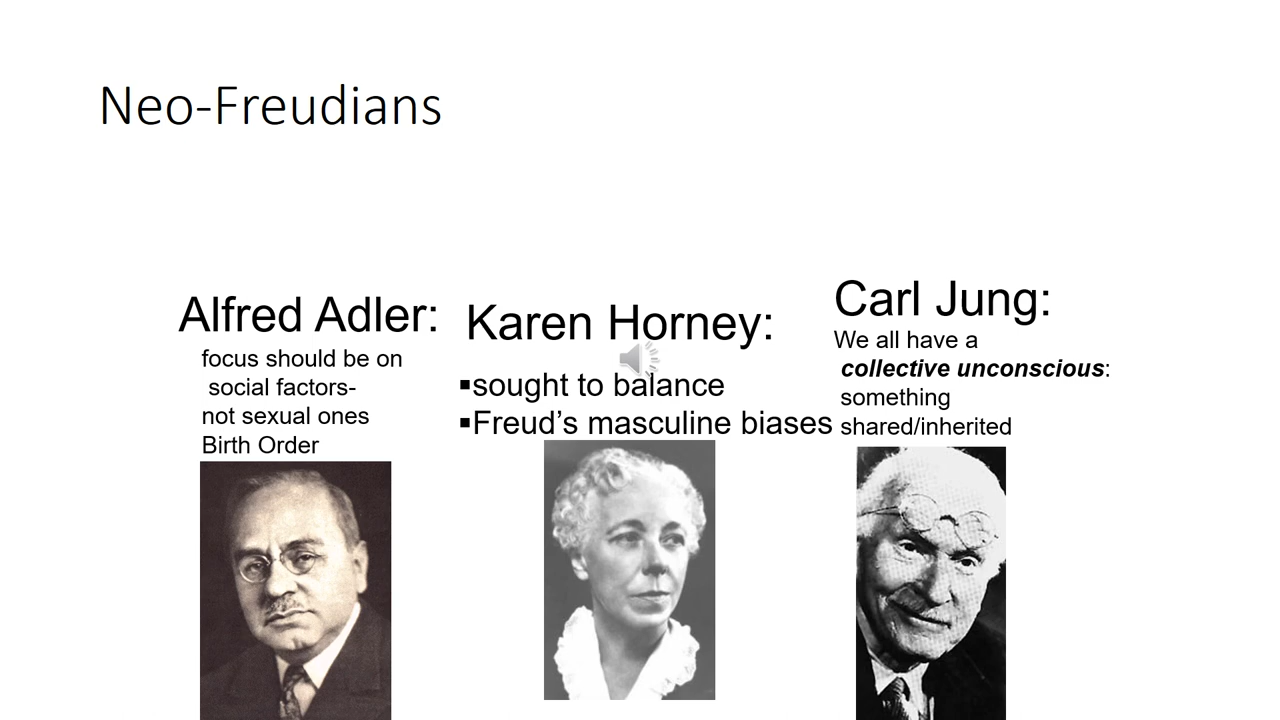 Neo-Freudians
Alfred Adler:
focus should be on
social factors-
not sexual ones
Birth Order
Karen Horney:
▪sought to balance
▪Freud’s masculine biases
Carl Jung:
We all have a
collective unconscious:
something
shared/inherited